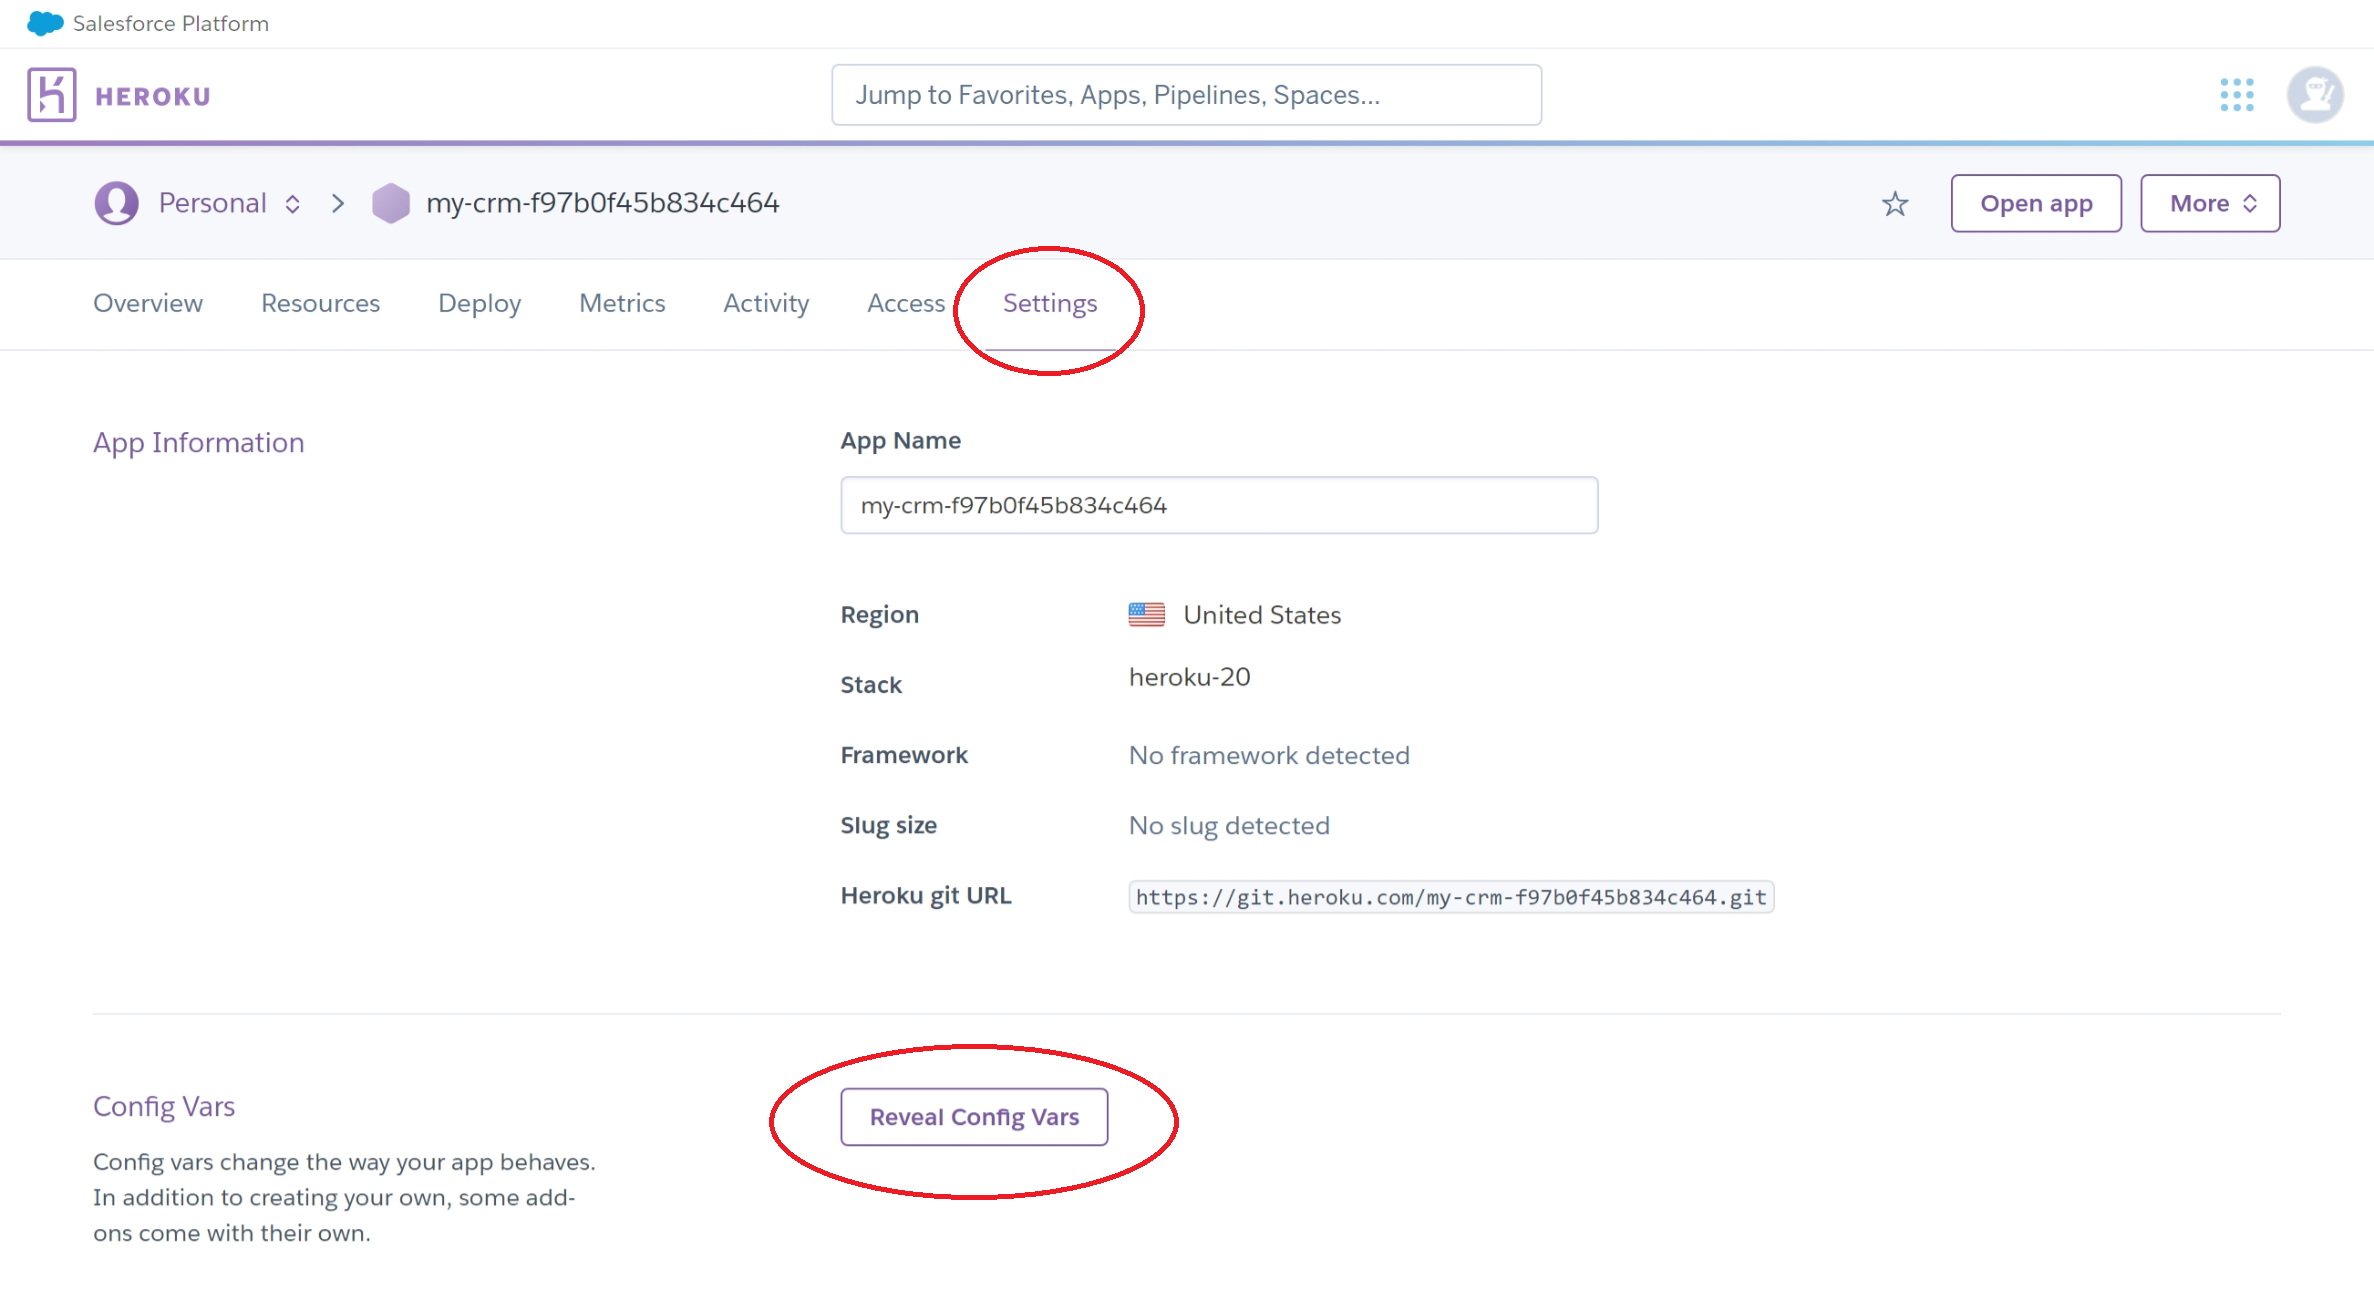 Salesforce Platform
HEROKU
Jump to Favorites, Apps, Pipelines, Spaces...
Personal
my-crm-f97b0f45b834c464
Open app
More
Overview
Resources
Deploy
Metrics
Activity
Access
Settings
App Information
App Name
my-crm-f97b0f45b834c464
Region
United States
Stack
heroku-20
Framework
No framework detected
Slug size
No slug detected
Heroku git URL
https://git.heroku.com/my-crm-f97b0f45b834c464.git
Config Vars
Config vars change the way your app behaves.
In addition to creating your own, some add-
ons come with their own.
Reveal Config Vars